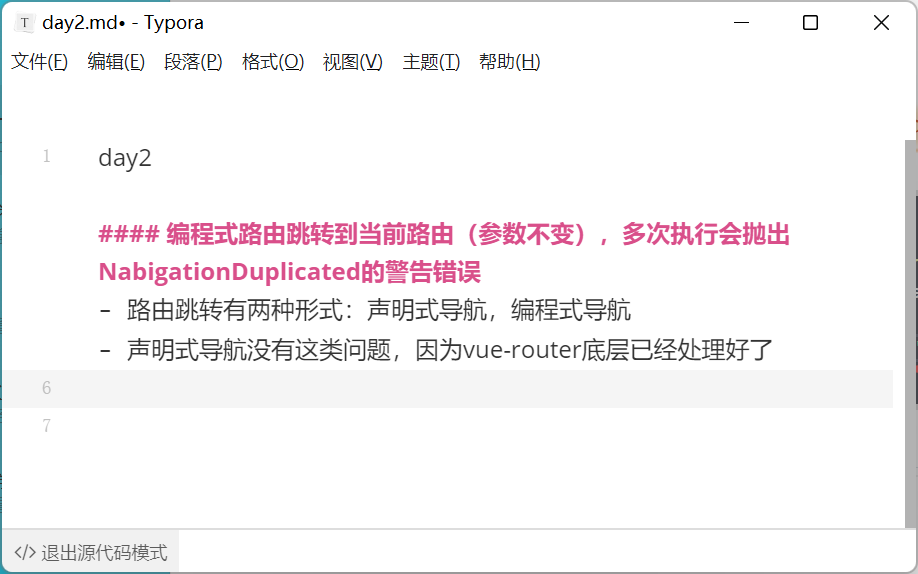 day2.md• - Typora
文件(F) 编辑(E) 段落(P) 格式(O) 视图(V) 主题(T) 帮助(H)
1 day2
#### 编程式路由跳转到当前路由（参数不变），多次执行会抛出
NabigationDuplicated的警告错误
- 路由跳转有两种形式：声明式导航，编程式导航
- 声明式导航没有这类问题，因为vue-router底层已经处理好了
6
7
</> 退出源代码模式